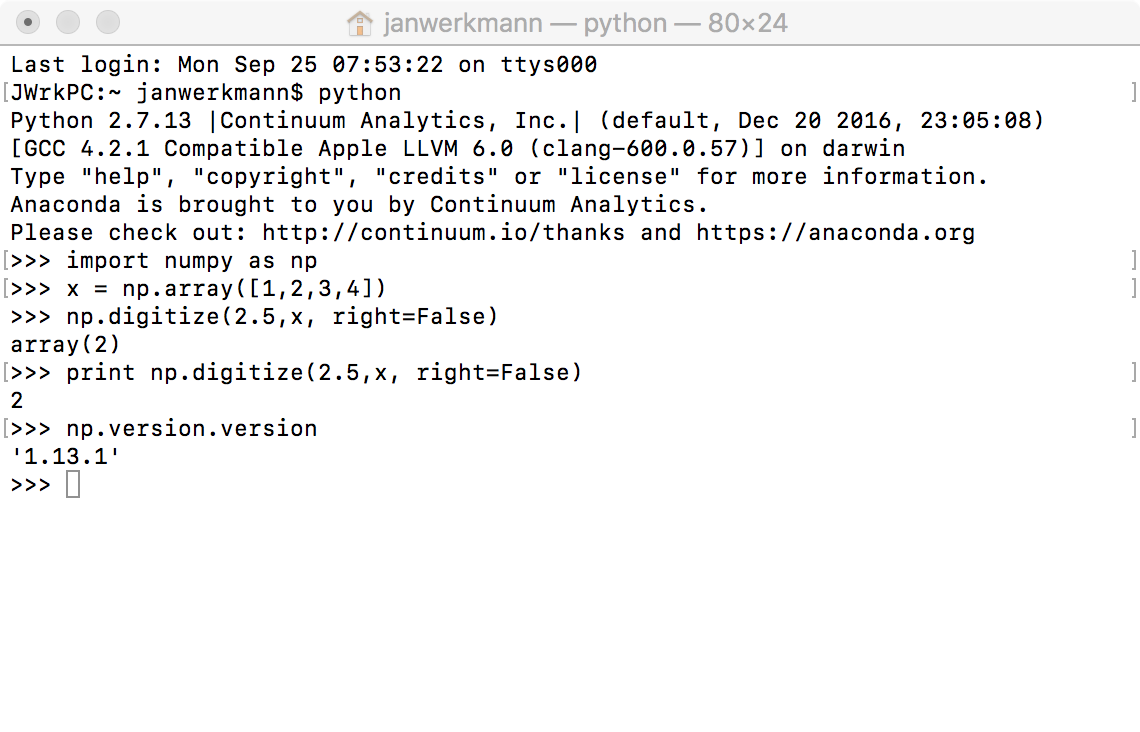 janwerkmann — python — 80×24
Last login: Mon Sep 25 07:53:22 on ttys000
[JWrkPC:~ janwerkmann$ python ]
Python 2.7.13 |Continuum Analytics, Inc.| (default, Dec 20 2016, 23:05:08)
[GCC 4.2.1 Compatible Apple LLVM 6.0 (clang-600.0.57)] on darwin
Type "help", "copyright", "credits" or "license" for more information.
Anaconda is brought to you by Continuum Analytics.
Please check out: http://continuum.io/thanks and https://anaconda.org
[>>> import numpy as np ]
[>>> x = np.array([1,2,3,4]) ]
>>> np.digitize(2.5,x, right=False)
array(2)
[>>> print np.digitize(2.5,x, right=False) ]
2
[>>> np.version.version ]
'1.13.1'
>>>